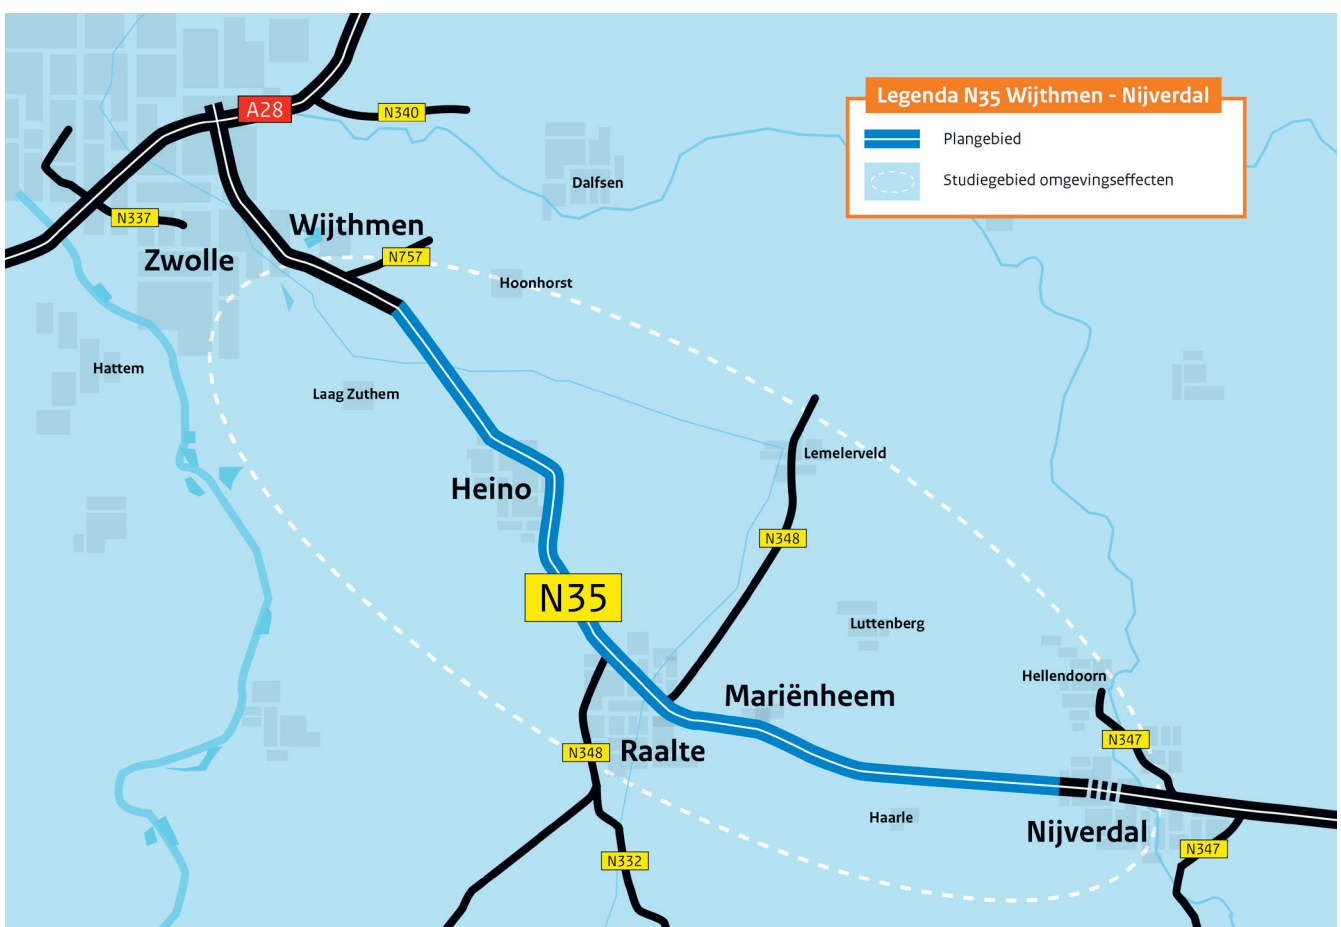 A28
N340
Legenda N35 Wijthmen - Nijverdal
Plangebied
Studiegebied omgevingseffecten
Dalfsen
N337
Wijthmen
Zwolle
N757
Hoonhorst
Hattem
Laag Zuthem
Lemelerveld
Heino
N348
N35
Luttenberg
Hellendoorn
Mariënheem
N348
Raalte
N347
Haarle
Nijverdal
N347
N332